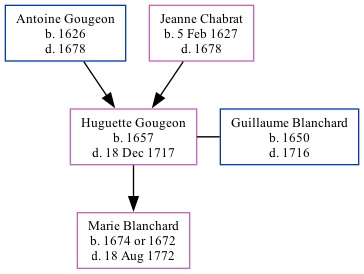 Antoine Gougeon
b. 1626
d. 1678
Jeanne Chabrat
b. 5 Feb 1627
d. 1678
Huguette Gougeon
b. 1657
d. 18 Dec 1717
Guillaume Blanchard
b. 1650
d. 1716
Marie Blanchard
b. 1674 or 1672
d. 18 Aug 1772